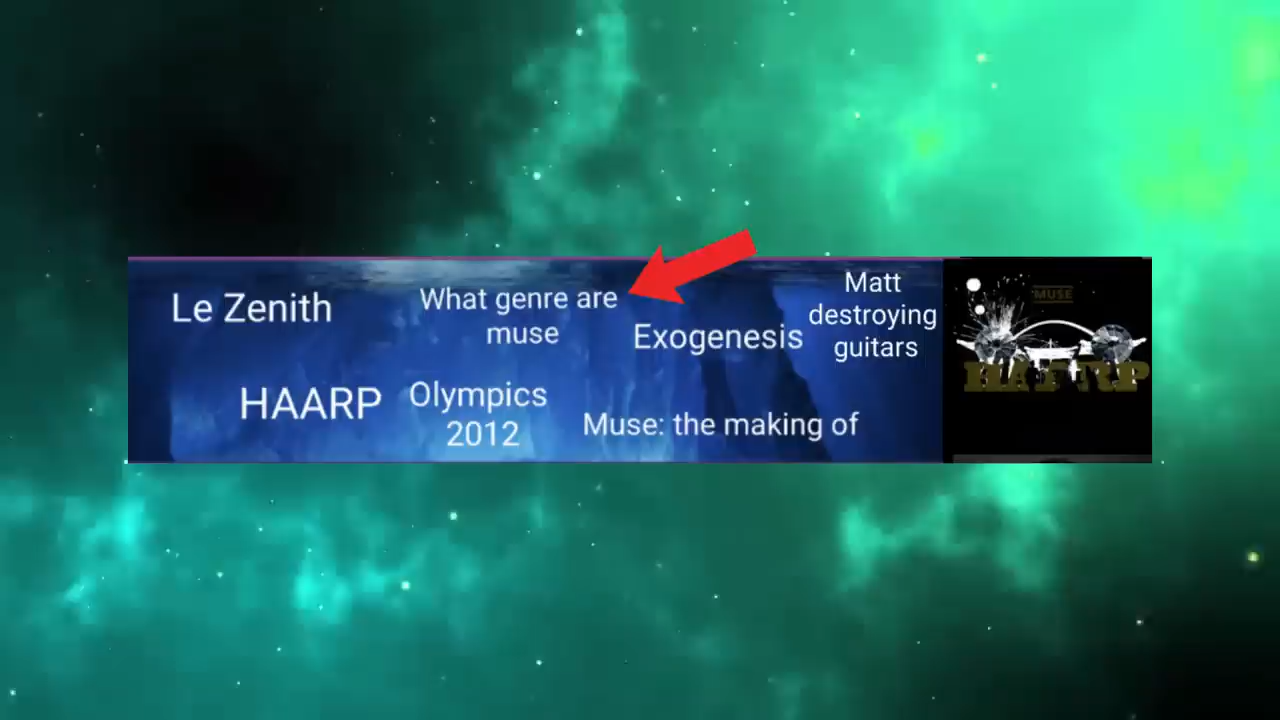 Le Zenith
What genre are
muse
Exogenesis
Matt
destroying
guitars
HAARP
Olympics
2012
Muse: the making of
MUSE
HAARP